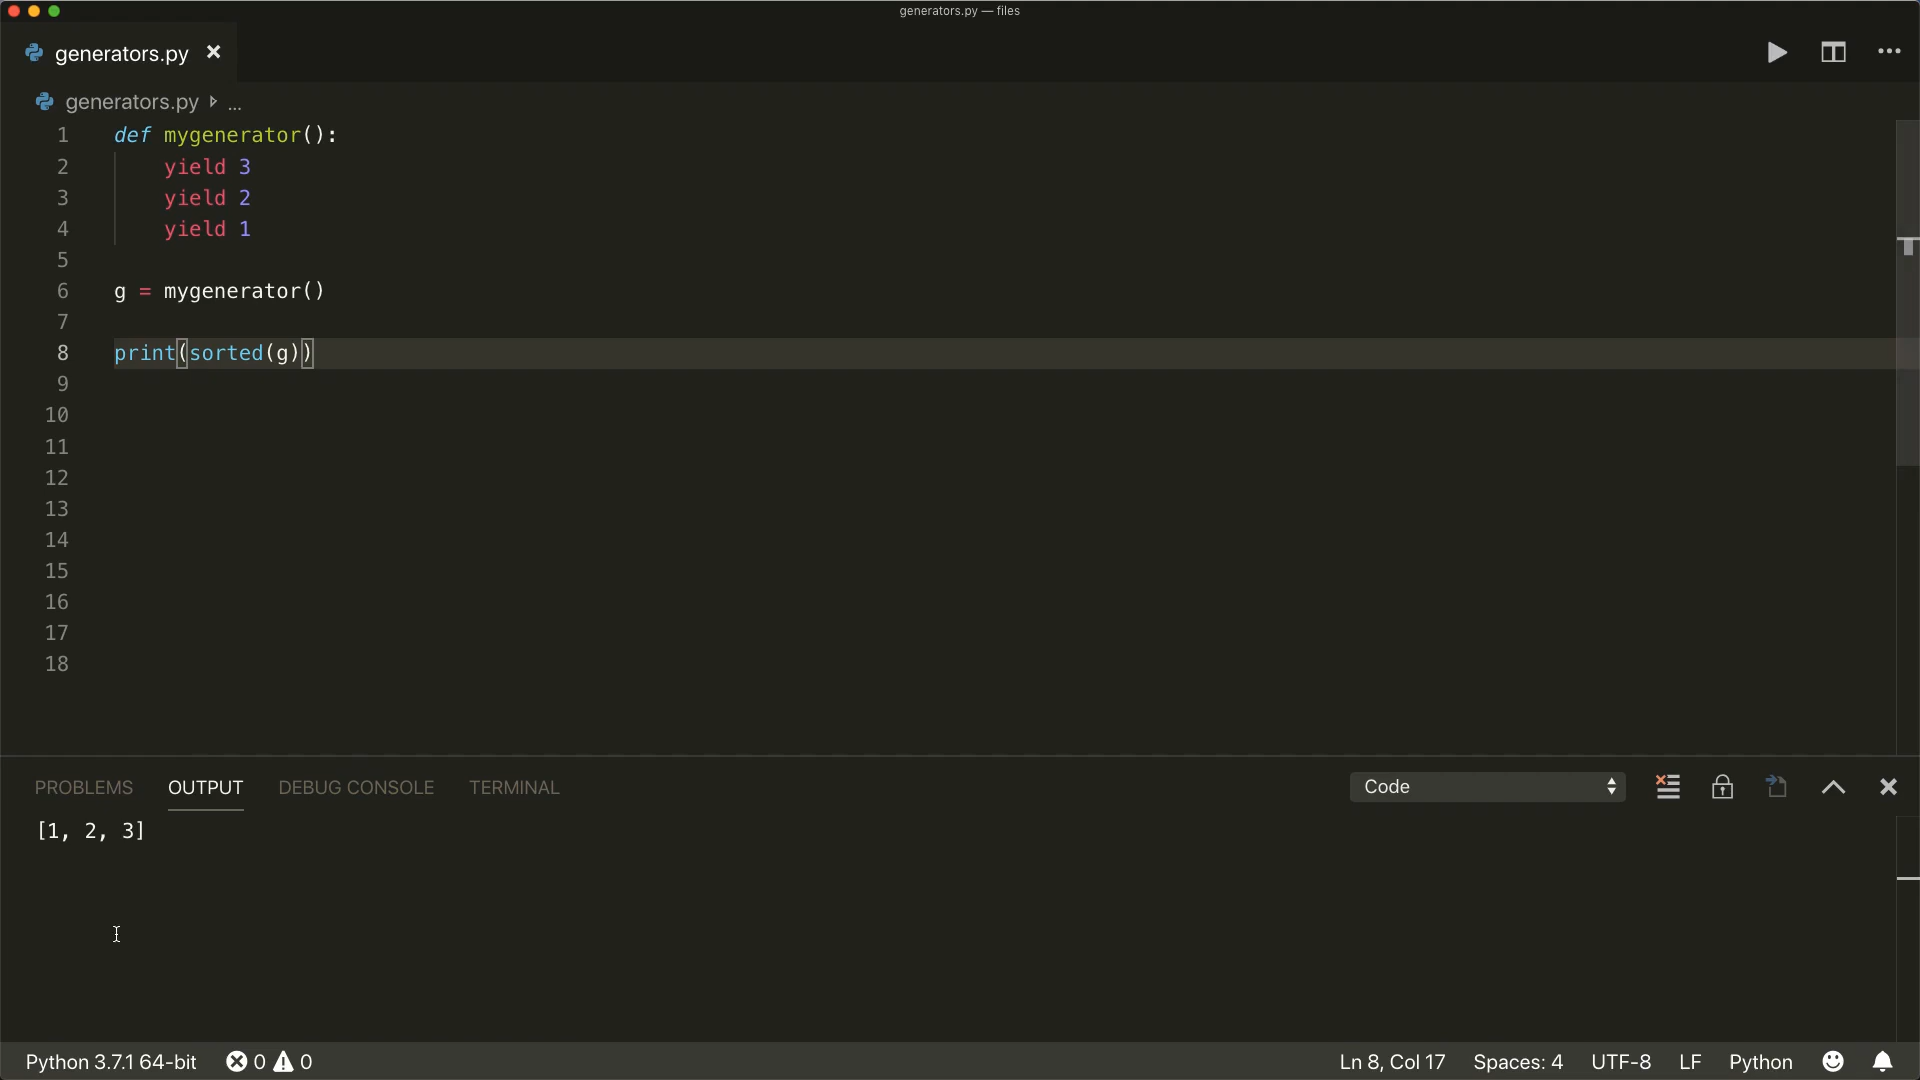 generators.py — files
generators.py
generators.py ...
1 def mygenerator():
2 yield 3
3 yield 2
4 yield 1
5
6 g = mygenerator()
7
8 print(sorted(g))
9
10
11
12
13
14
15
16
17
18
PROBLEMS OUTPUT DEBUG CONSOLE TERMINAL Code
[1, 2, 3]
Python 3.7.1 64-bit 0 0 Ln 8, Col 17 Spaces: 4 UTF-8 LF Python